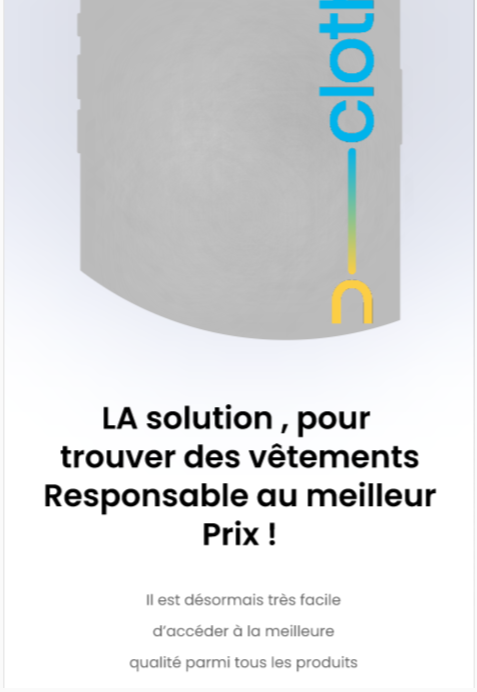 cloth
LA solution , pour
trouver des vêtements
Responsable au meilleur
Prix !
Il est désormais très facile
d’accéder à la meilleure
qualité parmi tous les produits